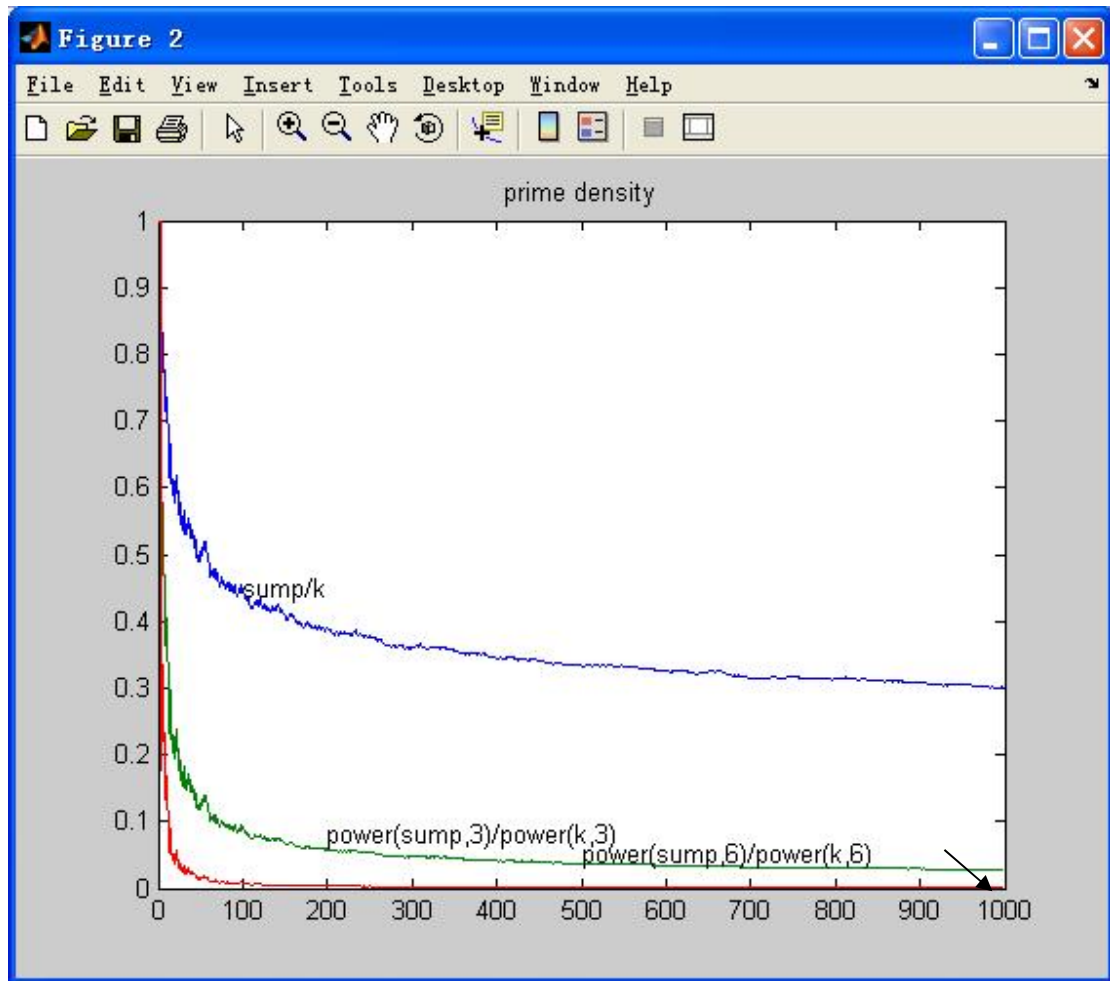 Figure 2
File Edit View Insert Tools Desktop Window Help
prime density
1
0.9
0.8
0.7
0.6
0.5
0.4
0.3
0.2
0.1
0
sump/k
power(sump,3)/power(k,3)
power(sump,6)/power(k,6)
0 100 200 300 400 500 600 700 800 900 1000